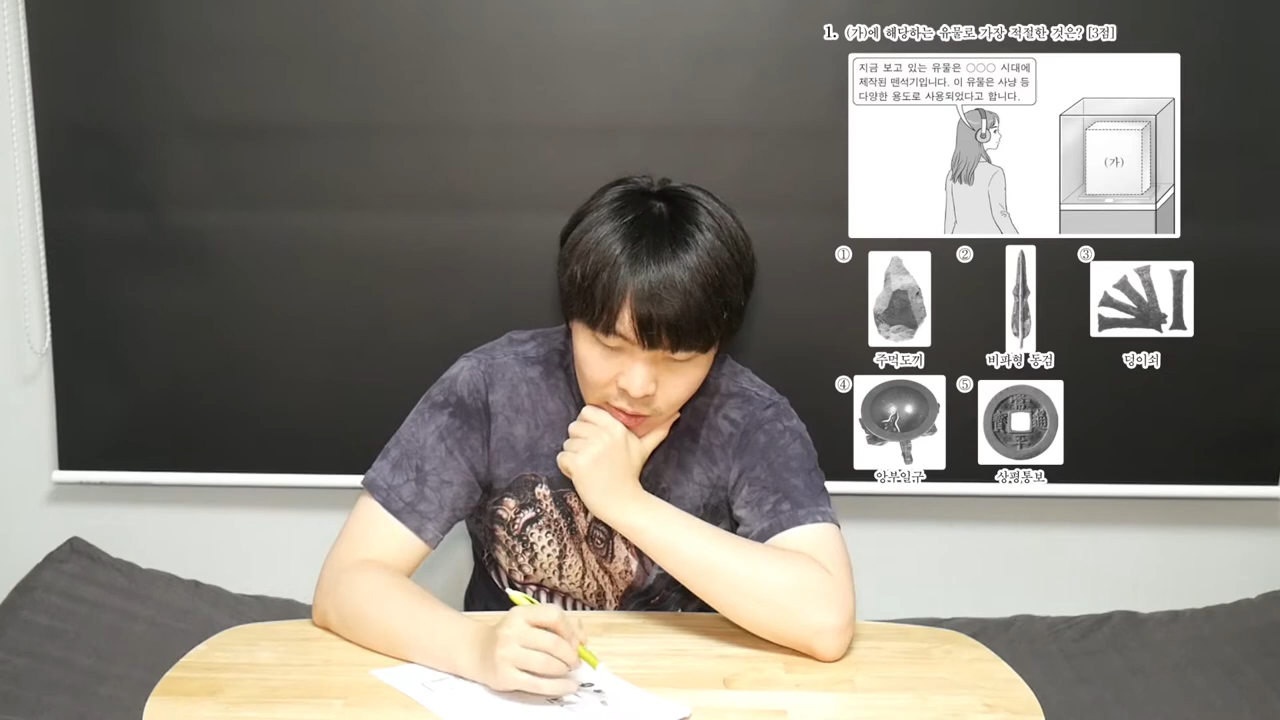 1. (가)에 해당하는 유물로 가장 적절한 것은? [3점]
지금 보고 있는 유물은 ○○○ 시대에
제작된 뗀석기입니다. 이 유물은 사냥 등
다양한 용도로 사용되었다고 합니다.
(가)
① ② ③
주먹도끼 비파형 동검 덩이쇠
④ ⑤
앙부일구 상평통보